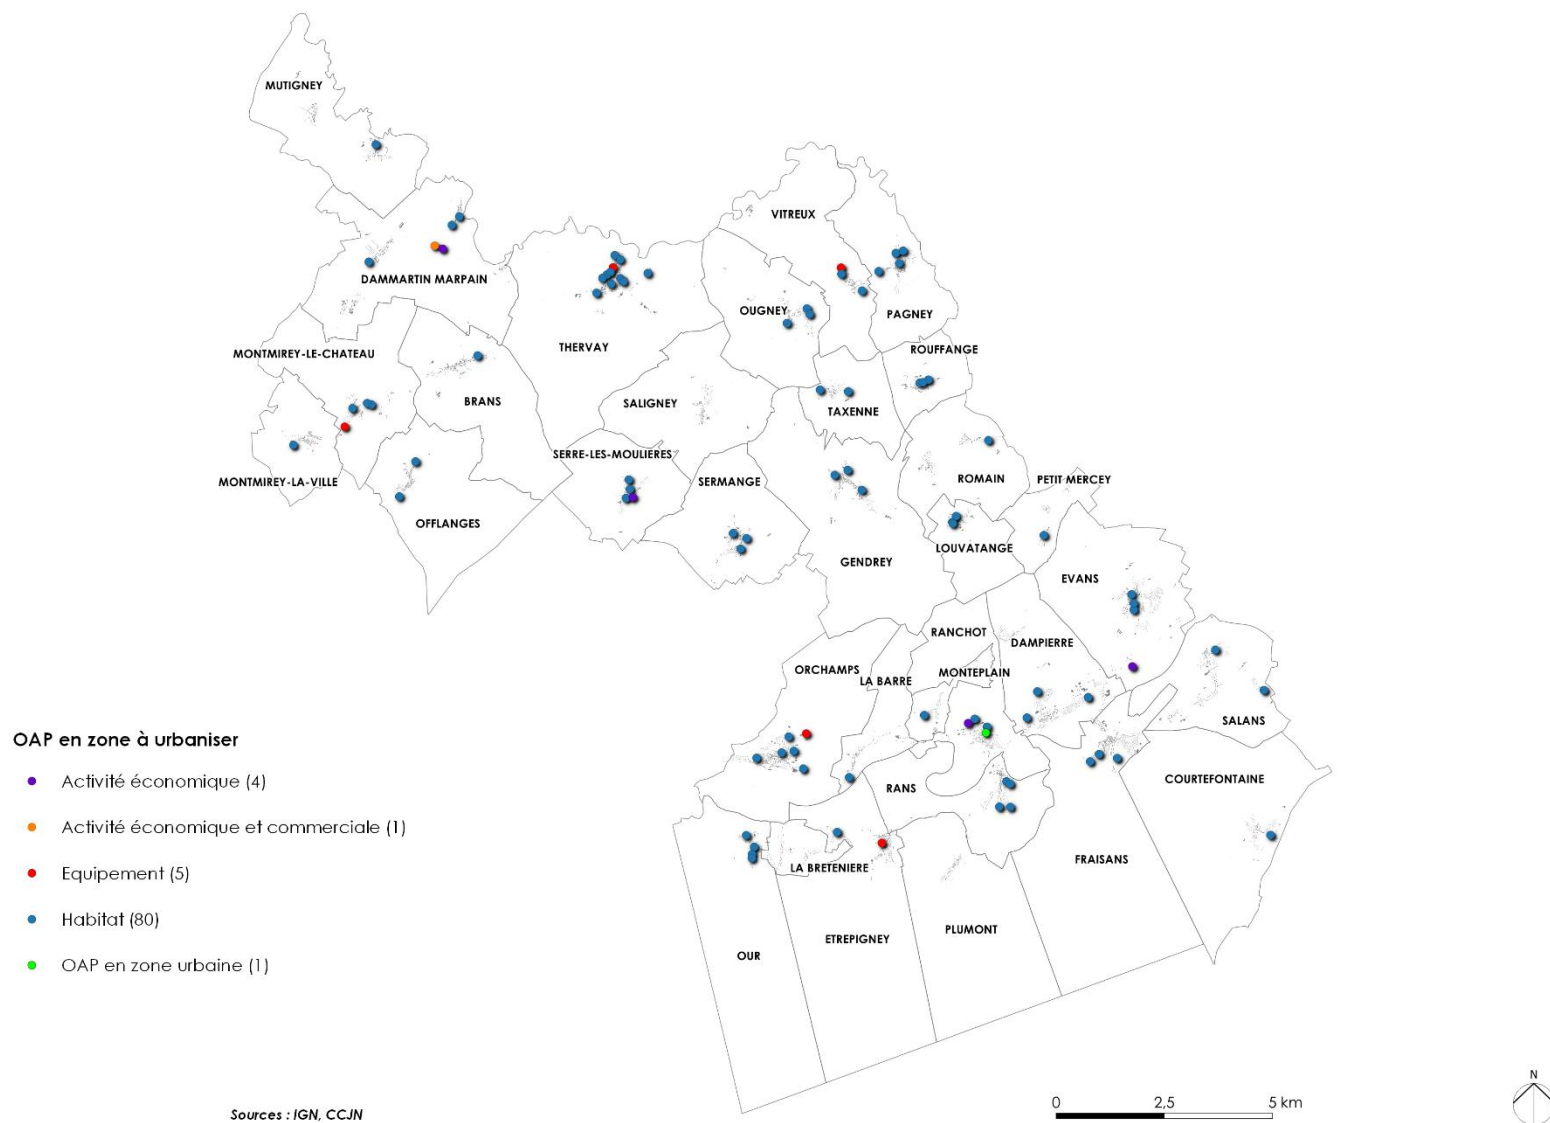 MUTIGNEY
VITREUX
DAMMARTIN MARPAIN
OUGNEY
PAGNEY
THERVAY
ROUFFANGE
MONTMIREY-LE-CHATEAU
BRANS
SALIGNEY
TAXENNE
SERRE-LES-MOULIERES
MONTMIREY-LA-VILLE
SERMANGE
ROMAIN
PETIT MERCEY
OFFLANGES
LOUVATANGE
GENDREY
EVANS
RANCHOT
DAMPIERRE
ORCHAMPS
LA BARRE
MONTEPLAIN
SALANS
OAP en zone à urbaniser
Activité économique (4)
Activité économique et commerciale (1)
Equipement (5)
Habitat (80)
OAP en zone urbaine (1)
COURTEFONTAINE
RANS
LA BRETENIERE
FRAISANS
ETREPIGNEY
PLUMONT
OUR
Sources : IGN, CCJN
0 2,5 5 km
N